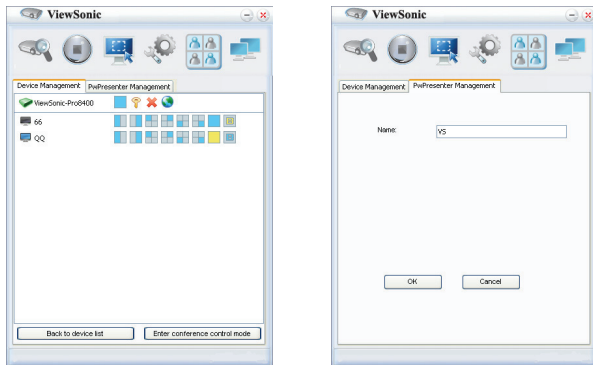 ViewSonic
Device Management PwPresenter Management
ViewSonic-Pro8400
66
QQ
Back to device list Enter conference control mode
ViewSonic
Device Management PwPresenter Management
Name: VS
OK Cancel